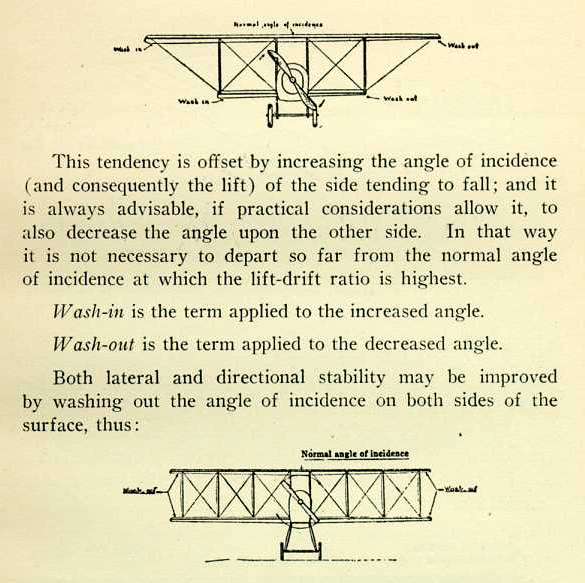 Normal angle of incidence
Wash in
Wash out
Wash in
Wash out
This tendency is offset by increasing the angle of incidence
(and consequently the lift) of the side tending to fall; and it
is always advisable, if practical considerations allow it, to
also decrease the angle upon the other side. In that way
it is not necessary to depart so far from the normal angle
of incidence at which the lift-drift ratio is highest.
Wash-in is the term applied to the increased angle.
Wash-out is the term applied to the decreased angle.
Both lateral and directional stability may be improved
by washing out the angle of incidence on both sides of the
surface, thus:
Normal angle of incidence
Wash out
Wash out